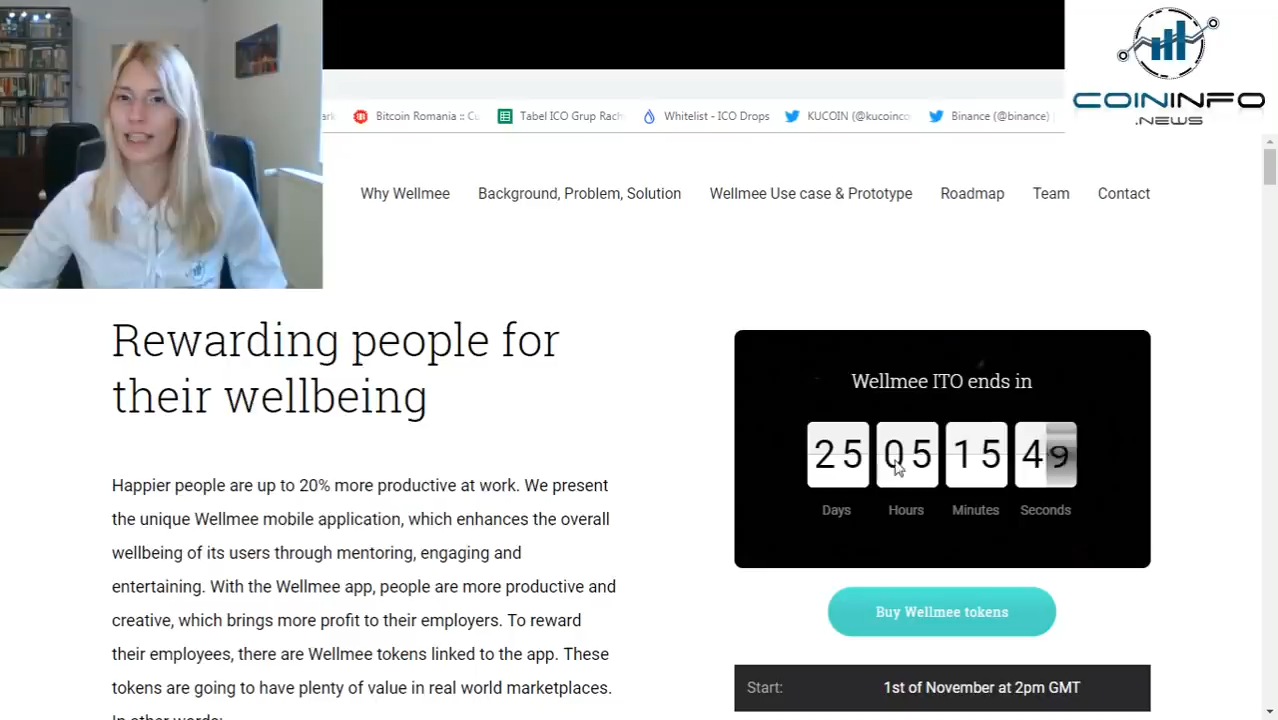 COININFO
.NEWS
Bitcoin Romania :: Cu
Tabel ICO Grup Rach
Whitelist - ICO Drops
KUCOIN (@kucoinco
Binance (@binance)
Why Wellmee
Background, Problem, Solution
Wellmee Use case & Prototype
Roadmap
Team
Contact
Rewarding people for
their wellbeing
Happier people are up to 20% more productive at work. We present
the unique Wellmee mobile application, which enhances the overall
wellbeing of its users through mentoring, engaging and
entertaining. With the Wellmee app, people are more productive and
creative, which brings more profit to their employers. To reward
their employees, there are Wellmee tokens linked to the app. These
tokens are going to have plenty of value in real world marketplaces.
In other words:
Wellmee ITO ends in
25 05 15 49
Days Hours Minutes Seconds
Buy Wellmee tokens
Start: 1st of November at 2pm GMT